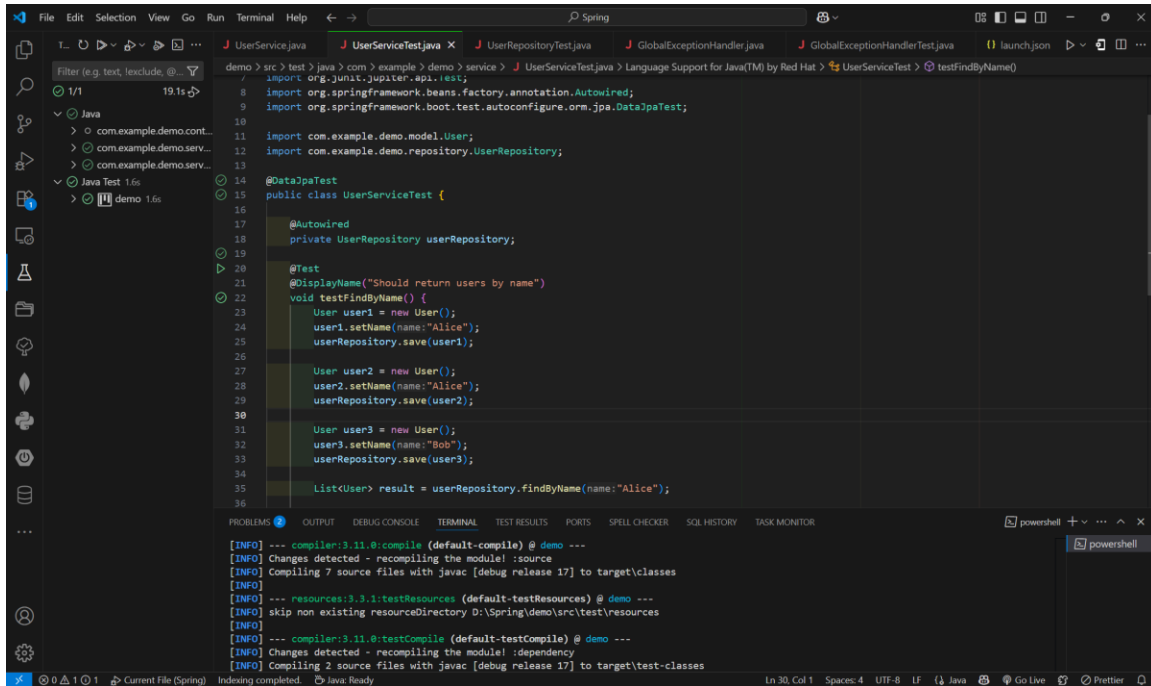 File Edit Selection View Go Run Terminal Help
Spring
T...
UserService.java
UserServiceTest.java
UserRepositoryTest.java
GlobalExceptionHandler.java
GlobalExceptionHandlerTest.java
launch.json
Filter (e.g. text, !exclude, @...
1/1 19.1s
Java
com.example.demo.cont...
com.example.demo.serv...
com.example.demo.serv...
Java Test 1.6s
demo 1.6s
demo > src > test > java > com > example > demo > service > J UserServiceTest.java > Language Support for Java(TM) by Red Hat > UserServiceTest > testFindByName()
7 import org.junit.jupiter.api.Test;
8 import org.springframework.beans.factory.annotation.Autowired;
9 import org.springframework.boot.test.autoconfigure.orm.jpa.DataJpaTest;
10
11 import com.example.demo.model.User;
12 import com.example.demo.repository.UserRepository;
13
14 @DataJpaTest
15 public class UserServiceTest {
16
17 @Autowired
18 private UserRepository userRepository;
19
20 @Test
21 @DisplayName("Should return users by name")
22 void testFindByName() {
23 User user1 = new User();
24 user1.setName(name:"Alice");
25 userRepository.save(user1);
26
27 User user2 = new User();
28 user2.setName(name:"Alice");
29 userRepository.save(user2);
30
31 User user3 = new User();
32 user3.setName(name:"Bob");
33 userRepository.save(user3);
34
35 List<User> result = userRepository.findByName(name:"Alice");
36
PROBLEMS 2 OUTPUT DEBUG CONSOLE TERMINAL TEST RESULTS PORTS SPELL CHECKER SQL HISTORY TASK MONITOR
powershell
powershell
[INFO] --- compiler:3.11.0:compile (default-compile) @ demo ---
[INFO] Changes detected - recompiling the module! :source
[INFO] Compiling 7 source files with javac [debug release 17] to target\classes
[INFO]
[INFO] --- resources:3.3.1:testResources (default-testResources) @ demo ---
[INFO] skip non existing resourceDirectory D:\Spring\demo\src\test\resources
[INFO]
[INFO] --- compiler:3.11.0:testCompile (default-testCompile) @ demo ---
[INFO] Changes detected - recompiling the module! :dependency
[INFO] Compiling 2 source files with javac [debug release 17] to target\test-classes
0 1 1 Current File (Spring) Indexing completed. Java: Ready Ln 30, Col 1 Spaces: 4 UTF-8 LF Java Go Live Prettier